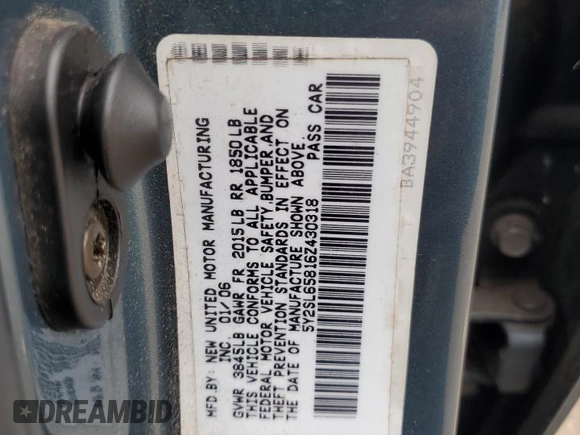 MFD BY: NEW UNITED MOTOR MANUFACTURING
INC 01/06
GVWR 3845LB GAWR FR 2015LB RR 1850LB
THIS VEHICLE CONFORMS TO ALL APPLICABLE
FEDERAL MOTOR VEHICLE SAFETY,BUMPER,AND
THEFT PREVENTION STANDARDS IN EFFECT ON
THE DATE OF MANUFACTURE SHOWN ABOVE.
5Y2SL65816Z430318 PASS CAR
BA3944904
DREAMBID